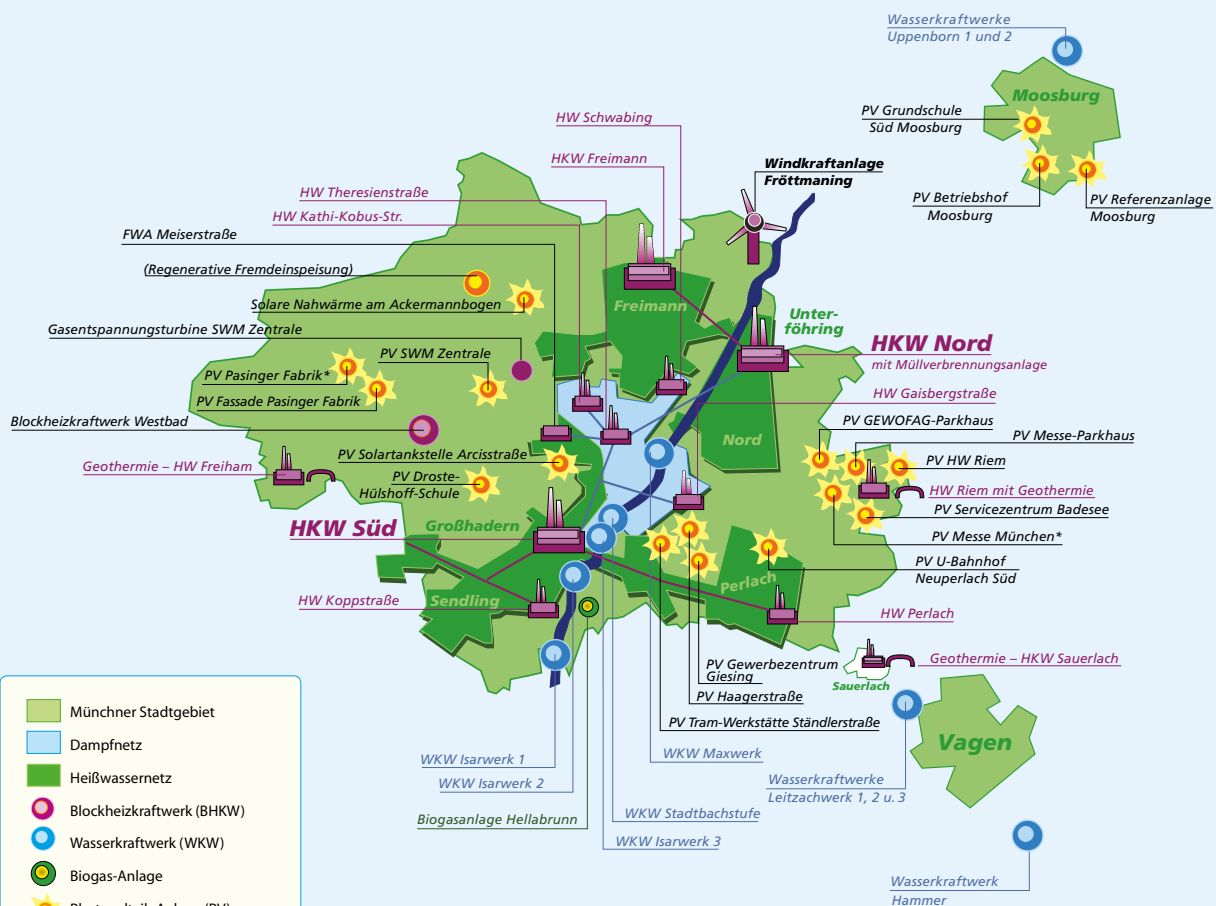 Wasserkraftwerke
Uppenborn 1 und 2
Moosburg
PV Grundschule
Süd Moosburg
PV Betriebshof
Moosburg
PV Referenzanlage
Moosburg
HW Schwabing
HKW Freimann
Windkraftanlage
Fröttmaning
HW Theresienstraße
HW Kathi-Kobus-Str.
FWA Meiserstraße
(Regenerative Fremdeinspeisung)
Solare Nahwärme am Ackermannbogen
Gasentspannungsturbine SWM Zentrale
PV SWM Zentrale
PV Pasinger Fabrik*
PV Fassade Pasinger Fabrik
Blockheizkraftwerk Westbad
Geothermie – HW Freiham
PV Solartankstelle Arcisstraße
PV Droste-
Hülshoff-Schule
Freimann
Unter-
föhring
HKW Nord
mit Müllverbrennungsanlage
HW Gaisbergstraße
Nord
PV GEWOFAG-Parkhaus
PV Messe-Parkhaus
PV HW Riem
HW Riem mit Geothermie
PV Servicezentrum Badesee
PV Messe München*
PV U-Bahnhof
Neuperlach Süd
HKW Süd
Großhadern
Sendling
Perlach
HW Koppstraße
HW Perlach
Geothermie – HKW Sauerlach
Sauerlach
PV Gewerbezentrum
Giesing
PV Haagerstraße
PV Tram-Werkstätte Ständlerstraße
Vagen
WKW Isarwerk 1
WKW Isarwerk 2
Biogasanlage Hellabrunn
WKW Maxwerk
WKW Stadtbachstufe
WKW Isarwerk 3
Wasserkraftwerke
Leitzachwerk 1, 2 u. 3
Wasserkraftwerk
Hammer
Münchner Stadtgebiet
Dampfnetz
Heißwassernetz
Blockheizkraftwerk (BHKW)
Wasserkraftwerk (WKW)
Biogas-Anlage